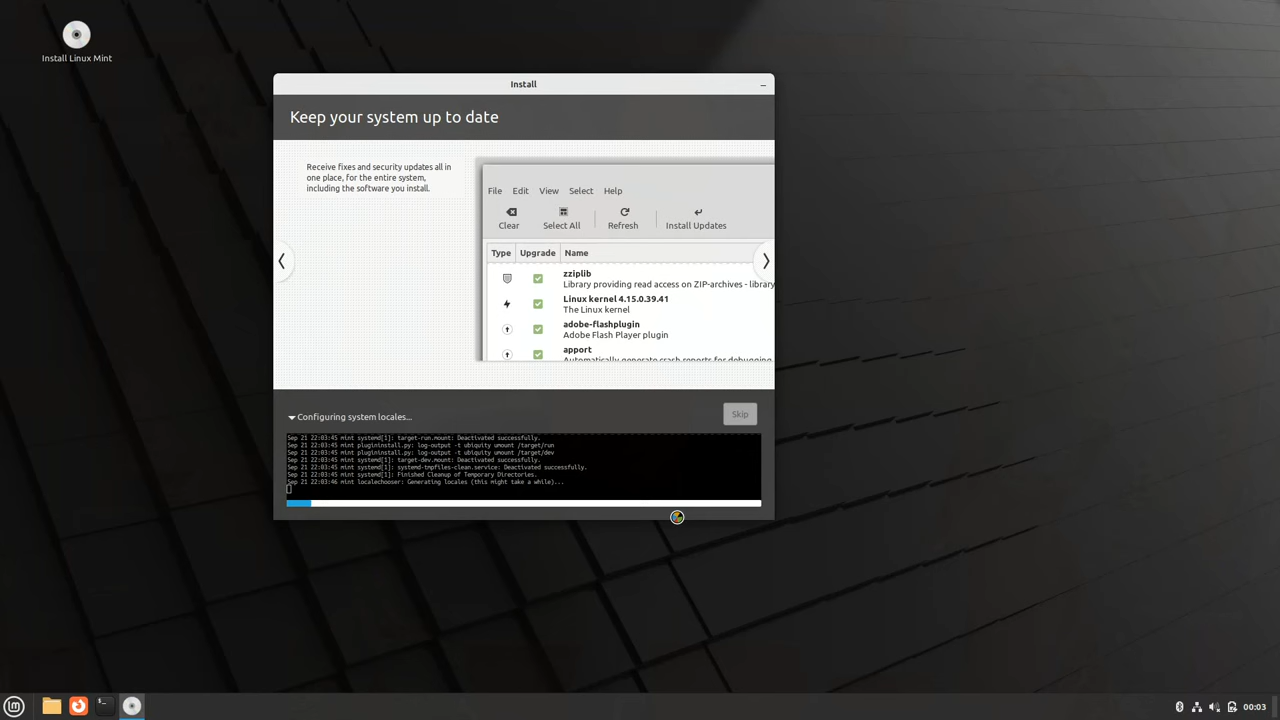 Install Linux Mint
Install
Keep your system up to date
Receive fixes and security updates all in
one place, for the entire system,
including the software you install.
File Edit View Select Help
Clear Select All Refresh Install Updates
Type Upgrade Name
zziplib
Library providing read access on ZIP-archives - library
Linux kernel 4.15.0.39.41
The Linux kernel
adobe-flashplugin
Adobe Flash Player plugin
apport
Automatically generate crash reports for debugging
Configuring system locales...
Skip
Sep 21 22:03:45 mint systemd[1]: target-run.mount: Deactivated successfully.
Sep 21 22:03:45 mint plugininstall.py: log-output -t ubiquity umount /target/run
Sep 21 22:03:45 mint plugininstall.py: log-output -t ubiquity umount /target/dev
Sep 21 22:03:45 mint systemd[1]: target-dev.mount: Deactivated successfully.
Sep 21 22:03:45 mint systemd[1]: systemd-tmpfiles-clean.service: Deactivated successfully.
Sep 21 22:03:45 mint systemd[1]: Finished Cleanup of Temporary Directories.
Sep 21 22:03:46 mint localechooser: Generating locales (this might take a while)...
00:03